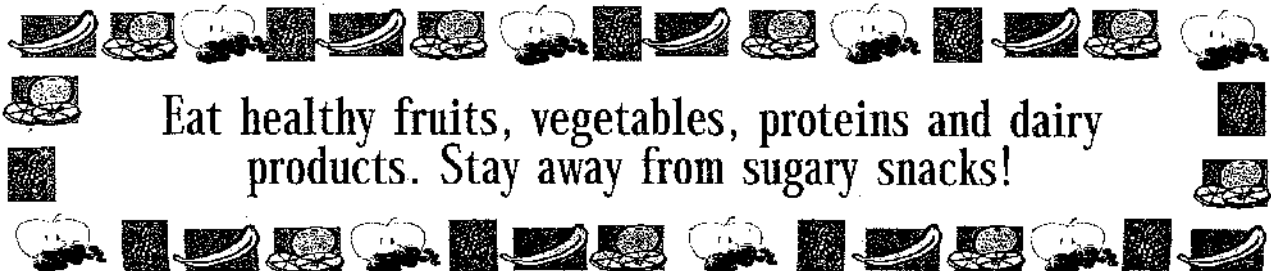 Eat healthy fruits, vegetables, proteins and dairy
products. Stay away from sugary snacks!